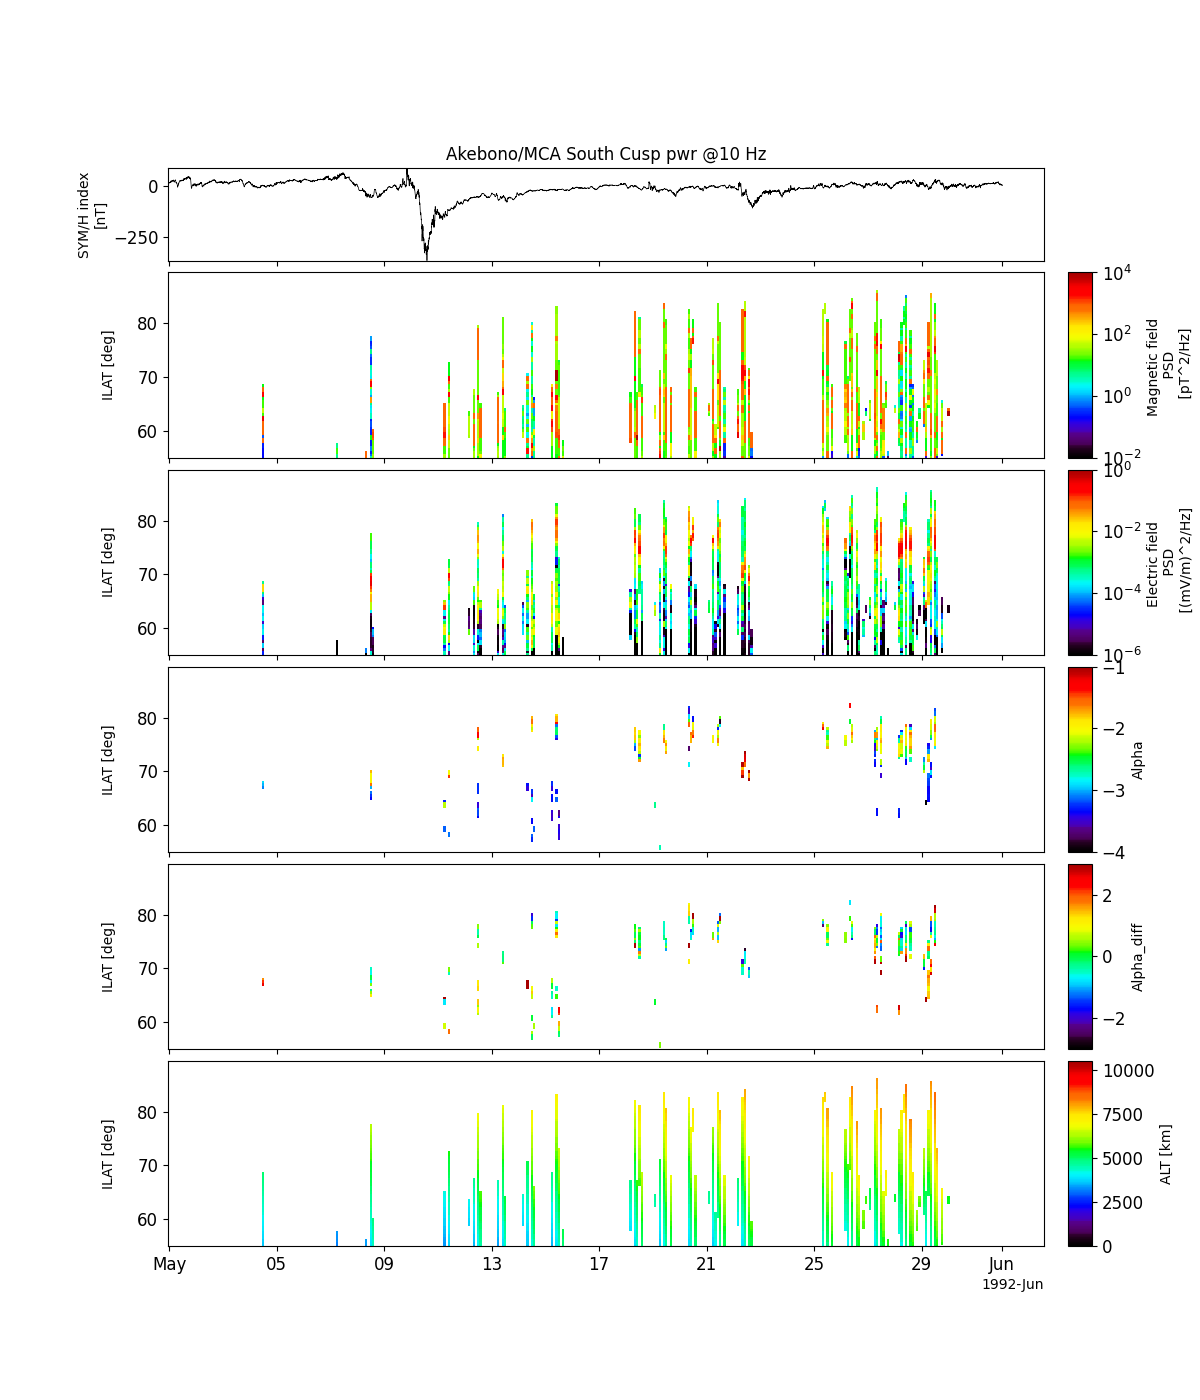 Akebono/MCA South Cusp pwr @10 Hz
SYM/H index
[nT]
0
−250
ILAT [deg]
80
70
60
10^4
10^2
10^0
10^−2
Magnetic field
PSD
[pT^2/Hz]
ILAT [deg]
80
70
60
10^0
10^−2
10^−4
10^−6
Electric field
PSD
[(mV/m)^2/Hz]
ILAT [deg]
80
70
60
−1
−2
−3
−4
Alpha
ILAT [deg]
80
70
60
2
0
−2
Alpha_diff
ILAT [deg]
80
70
60
10000
7500
5000
2500
0
ALT [km]
May 05 09 13 17 21 25 29 Jun
1992-Jun